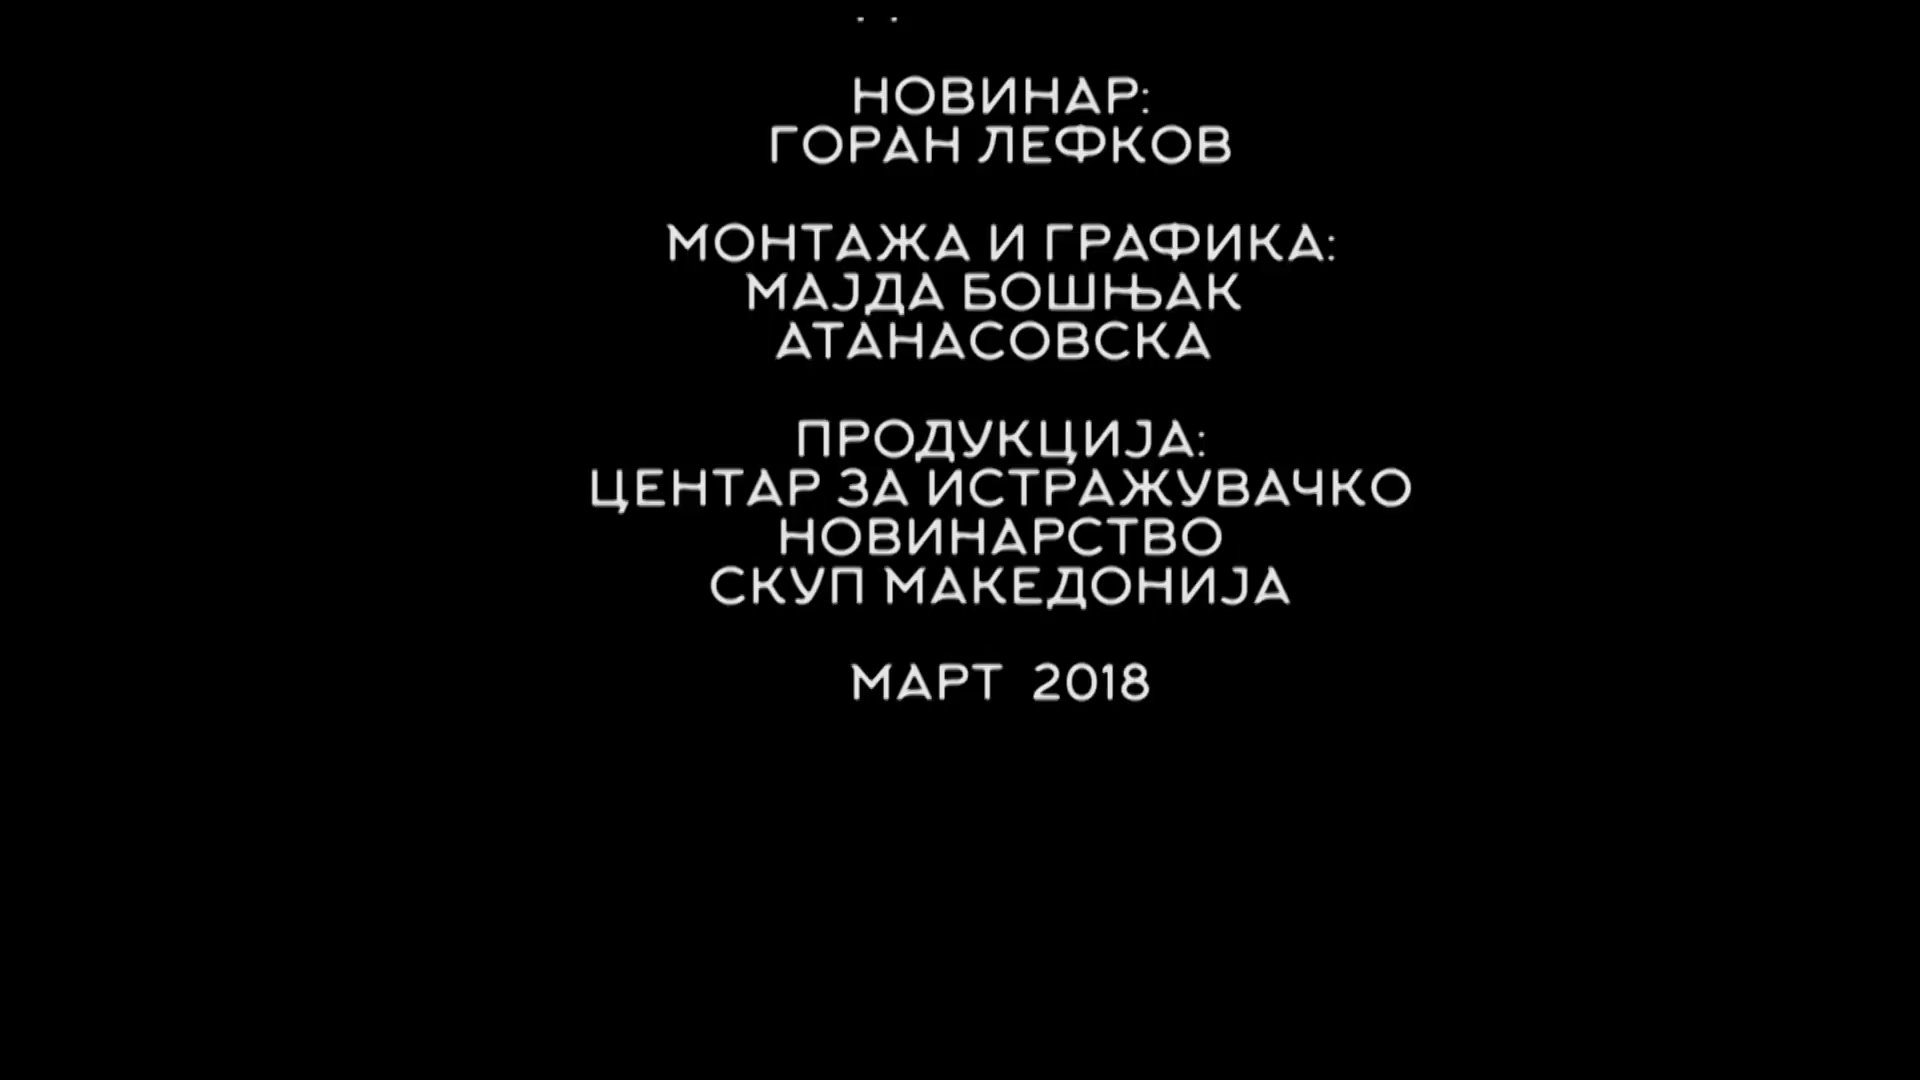 НОВИНАР:
ГОРАН ЛЕФКОВ
МОНТАЖА И ГРАФИКА:
МАЈДА БОШЊАК
АТАНАСОВСКА
ПРОДУКЦИЈА:
ЦЕНТАР ЗА ИСТРАЖУВАЧКО
НОВИНАРСТВО
СКУП МАКЕДОНИЈА
МАРТ 2018